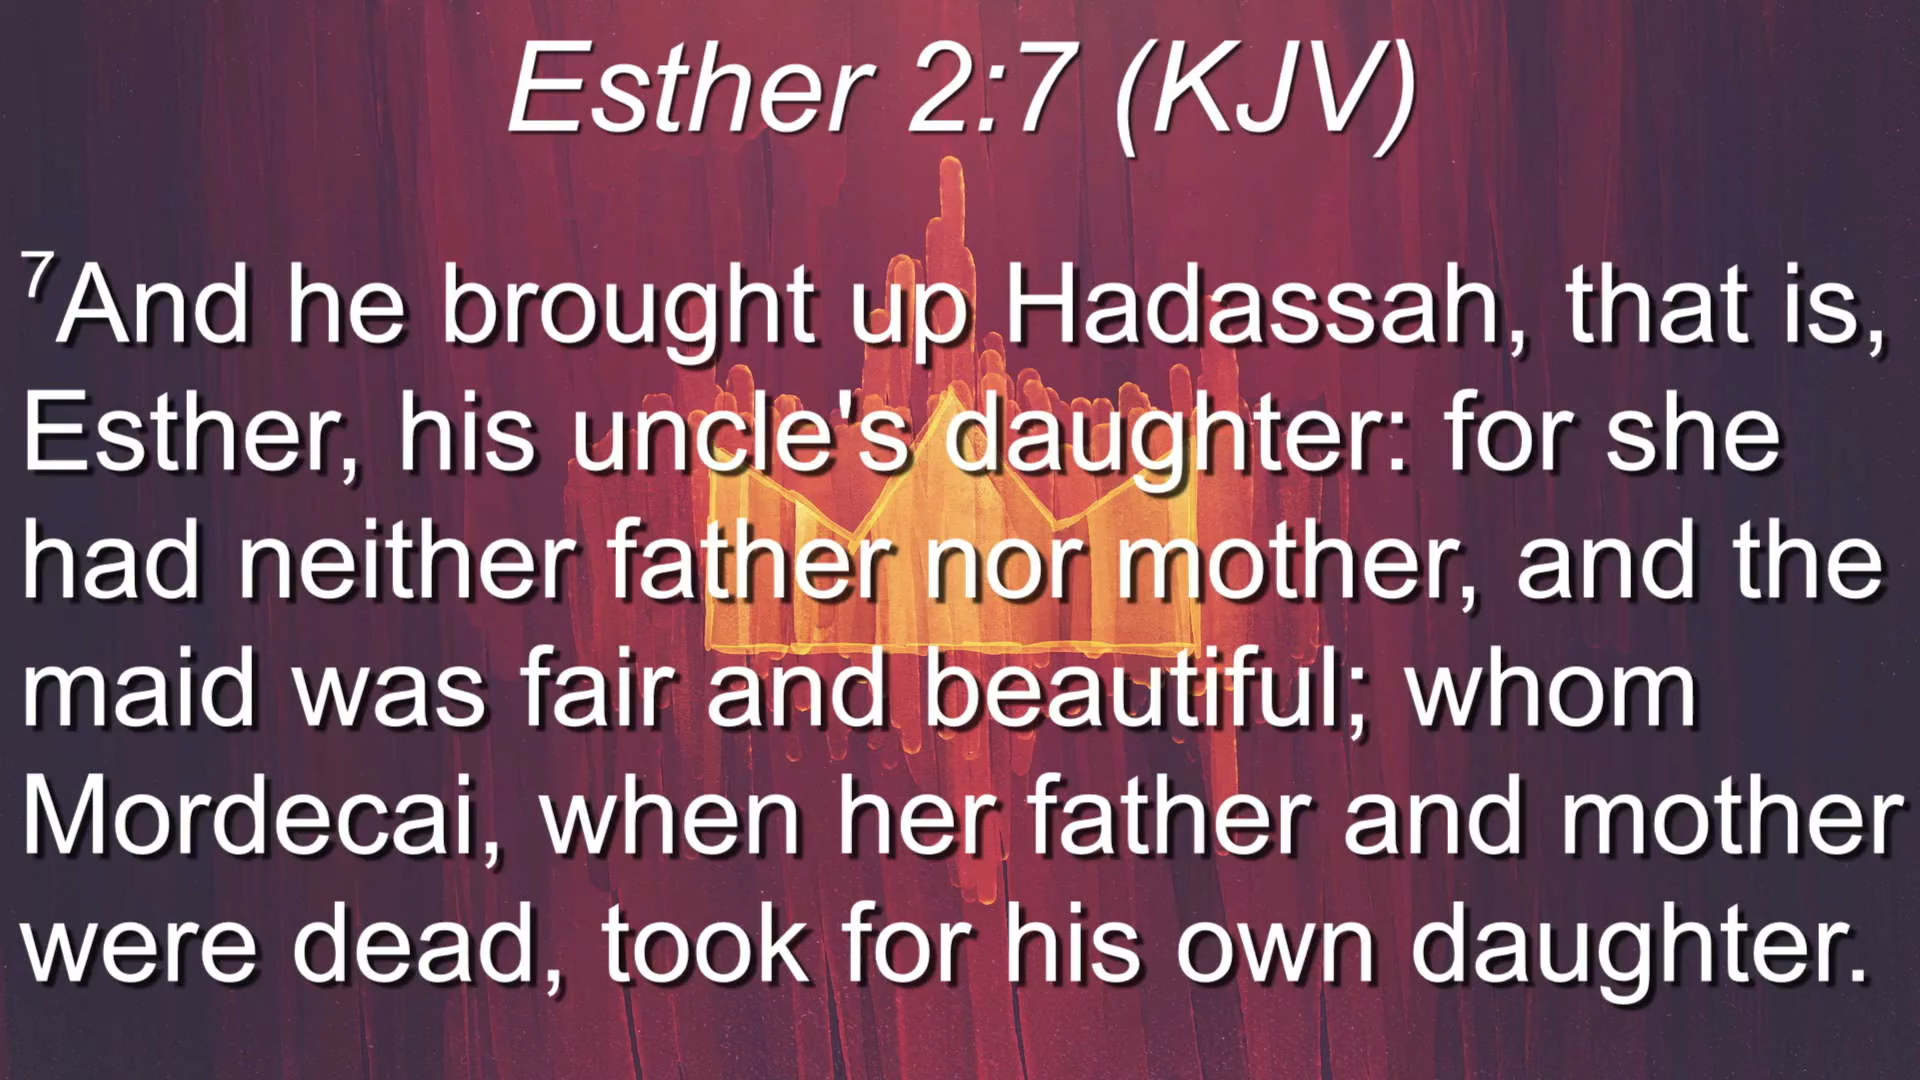 Esther 2:7 (KJV)
7And he brought up Hadassah, that is,
Esther, his uncle's daughter: for she
had neither father nor mother, and the
maid was fair and beautiful; whom
Mordecai, when her father and mother
were dead, took for his own daughter.